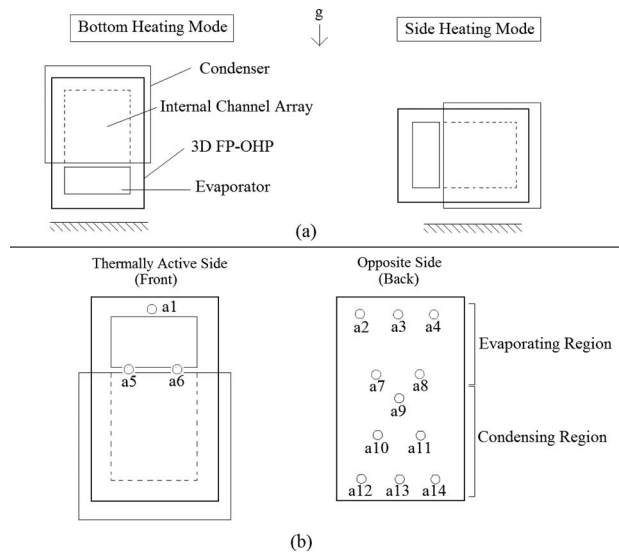 Bottom Heating Mode
g
Side Heating Mode
Condenser
Internal Channel Array
3D FP-OHP
Evaporator
(a)
Thermally Active Side
(Front)
Opposite Side
(Back)
a1
a2 a3 a4
Evaporating Region
a5 a6
a7 a8
a9
Condensing Region
a10 a11
a12 a13 a14
(b)